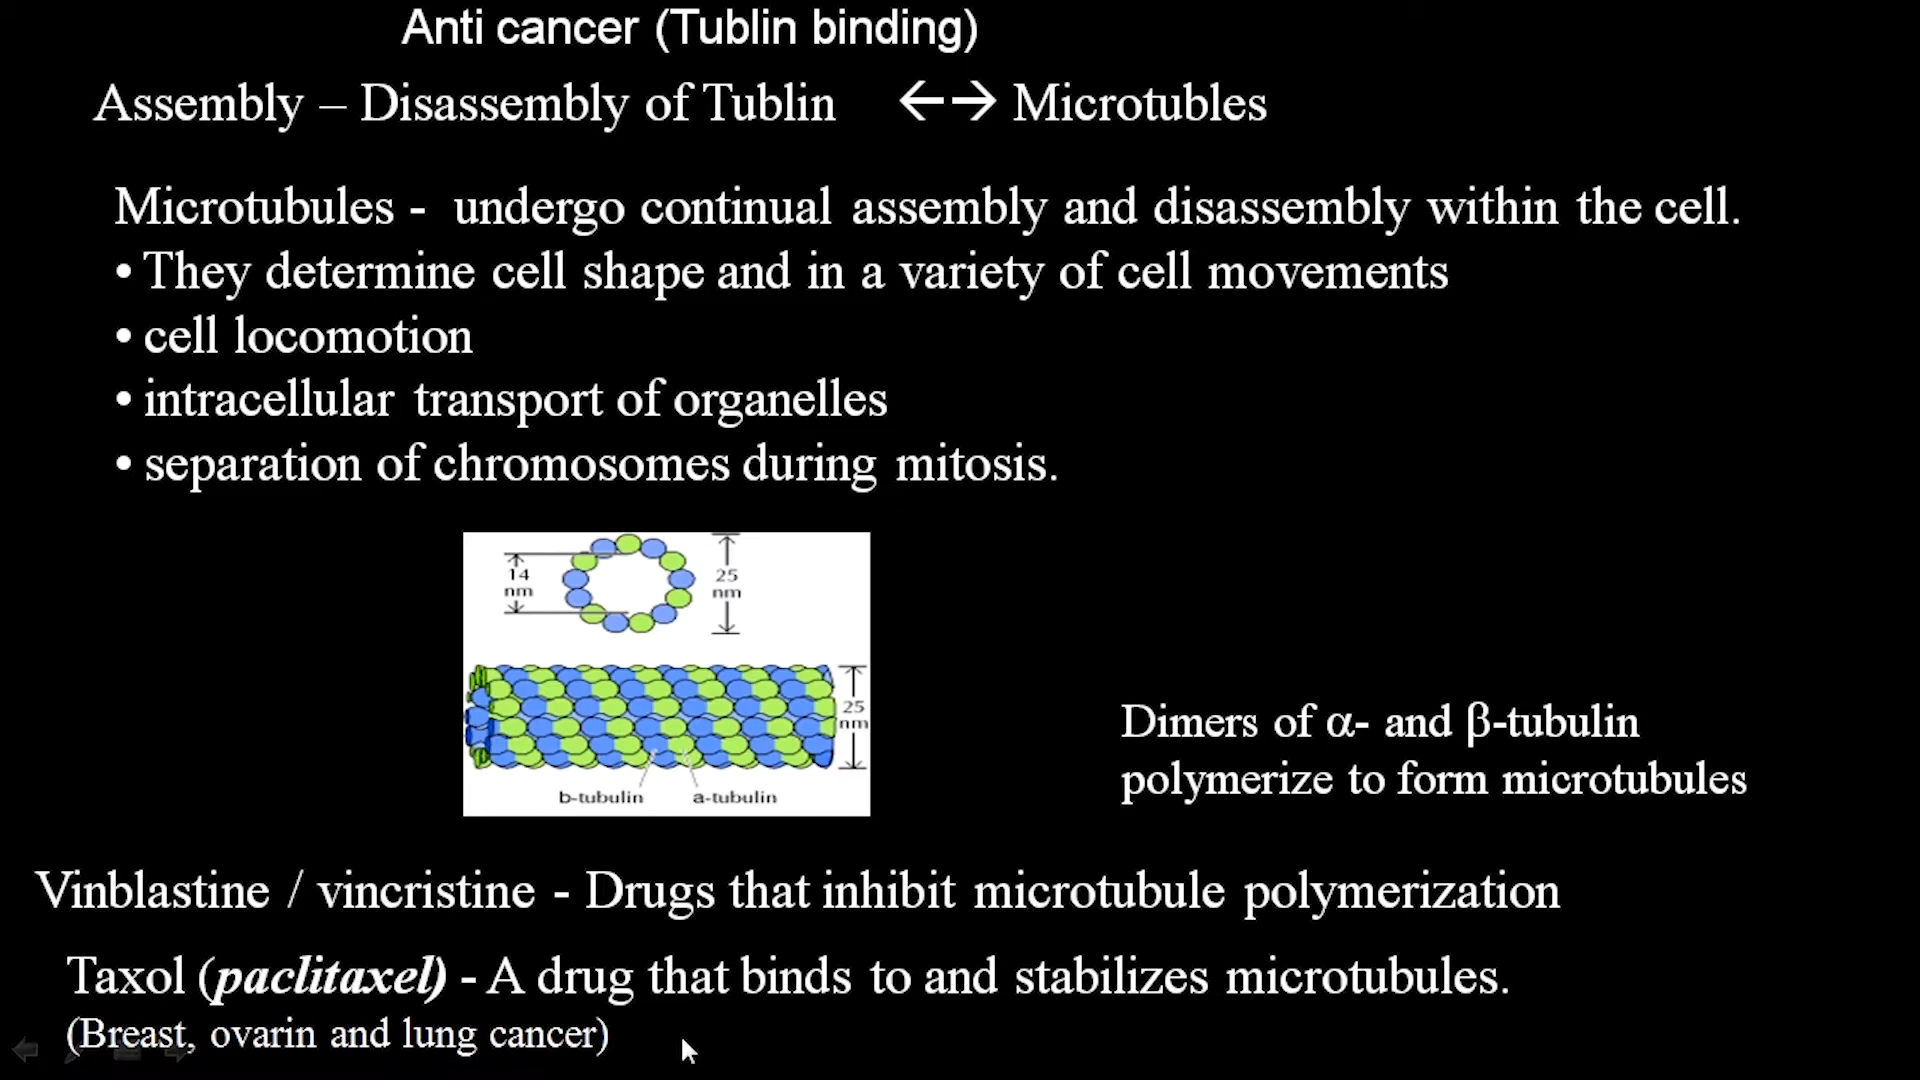 Anti cancer (Tublin binding)
Assembly – Disassembly of Tublin ←→ Microtubles
Microtubules - undergo continual assembly and disassembly within the cell.
• They determine cell shape and in a variety of cell movements
• cell locomotion
• intracellular transport of organelles
• separation of chromosomes during mitosis.
14 nm
25 nm
25 nm
b-tubulin a-tubulin
Dimers of α- and β-tubulin
polymerize to form microtubules
Vinblastine / vincristine - Drugs that inhibit microtubule polymerization
Taxol (paclitaxel) - A drug that binds to and stabilizes microtubules.
(Breast, ovarin and lung cancer)